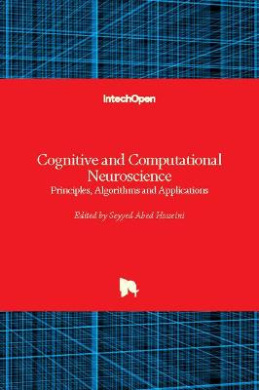 IntechOpen
Cognitive and Computational
Neuroscience
Principles, Algorithms and Applications
Edited by Seyyed Abed Hosseini